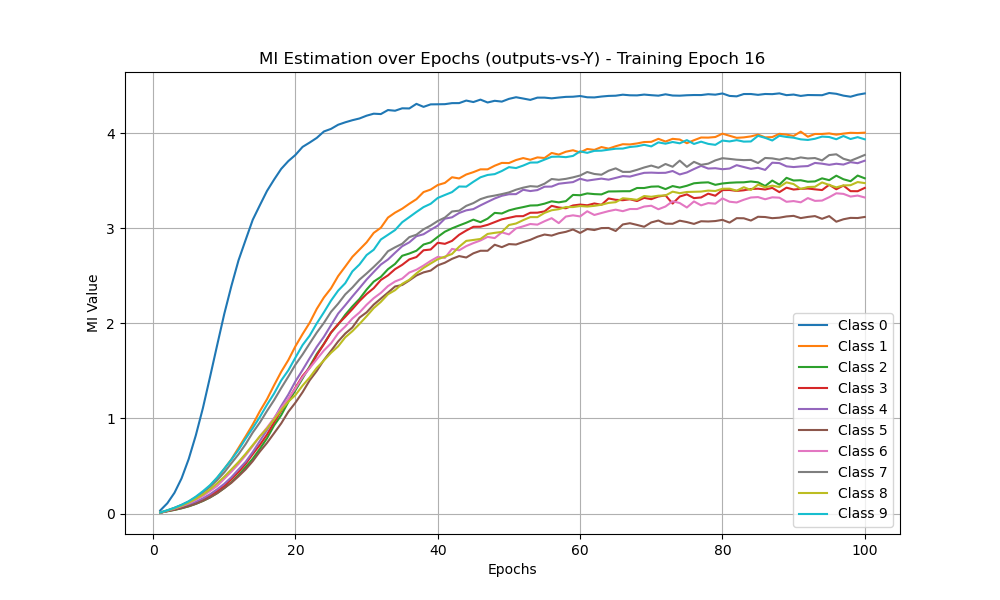 MI Estimation over Epochs (outputs-vs-Y) - Training Epoch 16
MI Value
4
3
2
1
0
0 20 40 60 80 100
Epochs
Class 0
Class 1
Class 2
Class 3
Class 4
Class 5
Class 6
Class 7
Class 8
Class 9